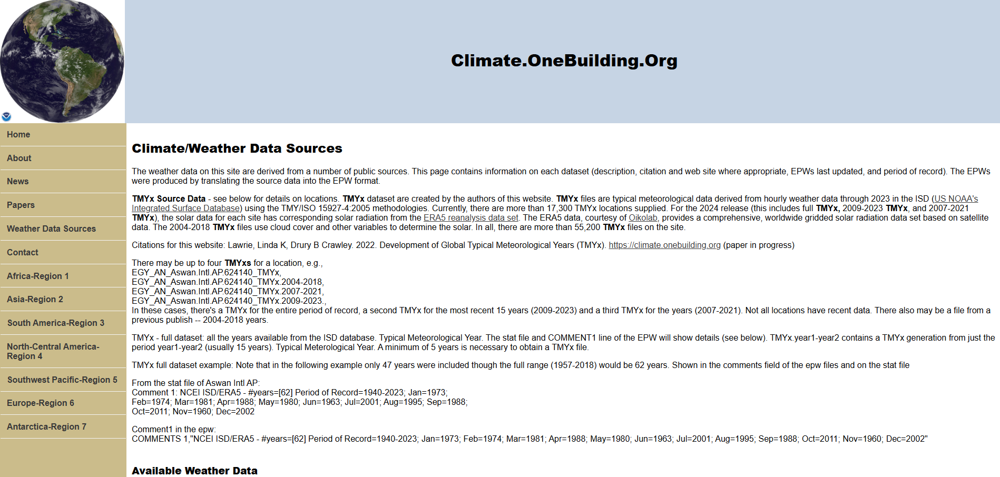 Climate.OneBuilding.Org
Home
About
News
Papers
Weather Data Sources
Contact
Africa-Region 1
Asia-Region 2
South America-Region 3
North-Central America-
Region 4
Southwest Pacific-Region 5
Europe-Region 6
Antarctica-Region 7
Climate/Weather Data Sources
The weather data on this site are derived from a number of public sources. This page contains information on each dataset (description, citation and web site where appropriate, EPWs last updated, and period of record). The EPWs
were produced by translating the source data into the EPW format.
TMYx Source Data - see below for details on locations. TMYx dataset are created by the authors of this website. TMYx files are typical meteorological data derived from hourly weather data through 2023 in the ISD (US NOAA's
Integrated Surface Database) using the TMY/ISO 15927-4:2005 methodologies. Currently, there are more than 17,300 TMYx locations supplied. For the 2024 release (this includes full TMYx, 2009-2023 TMYx, and 2007-2021
TMYx), the solar data for each site has corresponding solar radiation from the ERA5 reanalysis data set. The ERA5 data, courtesy of Oikolab, provides a comprehensive, worldwide gridded solar radiation data set based on satellite
data. The 2004-2018 TMYx files use cloud cover and other variables to determine the solar. In all, there are more than 55,200 TMYx files on the site.
Citations for this website: Lawrie, Linda K, Drury B Crawley. 2022. Development of Global Typical Meteorological Years (TMYx). https://climate.onebuilding.org (paper in progress)
There may be up to four TMYxs for a location, e.g.,
EGY_AN_Aswan.Intl.AP.624140_TMYx,
EGY_AN_Aswan.Intl.AP.624140_TMYx.2004-2018,
EGY_AN_Aswan.Intl.AP.624140_TMYx.2007-2021,
EGY_AN_Aswan.Intl.AP.624140_TMYx.2009-2023.,
In these cases, there's a TMYx for the entire period of record, a second TMYx for the most recent 15 years (2009-2023) and a third TMYx for the years (2007-2021). Not all locations have recent data. There also may be a file from a
previous publish -- 2004-2018 years.
TMYx - full dataset: all the years available from the ISD database. Typical Meteorological Year. The stat file and COMMENT1 line of the EPW will show details (see below). TMYx.year1-year2 contains a TMYx generation from just the
period year1-year2 (usually 15 years). Typical Meterological Year. A minimum of 5 years is necessary to obtain a TMYx file.
TMYx full dataset example: Note that in the following example only 47 years were included though the full range (1957-2018) would be 62 years. Shown in the comments field of the epw files and on the stat file
From the stat file of Aswan Intl AP:
Comment 1: NCEI ISD/ERA5 - #years=[62] Period of Record=1940-2023; Jan=1973;
Feb=1974; Mar=1981; Apr=1988; May=1980; Jun=1963; Jul=2001; Aug=1995; Sep=1988;
Oct=2011; Nov=1960; Dec=2002
Comment1 in the epw:
COMMENTS 1,"NCEI ISD/ERA5 - #years=[62] Period of Record=1940-2023; Jan=1973; Feb=1974; Mar=1981; Apr=1988; May=1980; Jun=1963; Jul=2001; Aug=1995; Sep=1988; Oct=2011; Nov=1960; Dec=2002"
Available Weather Data